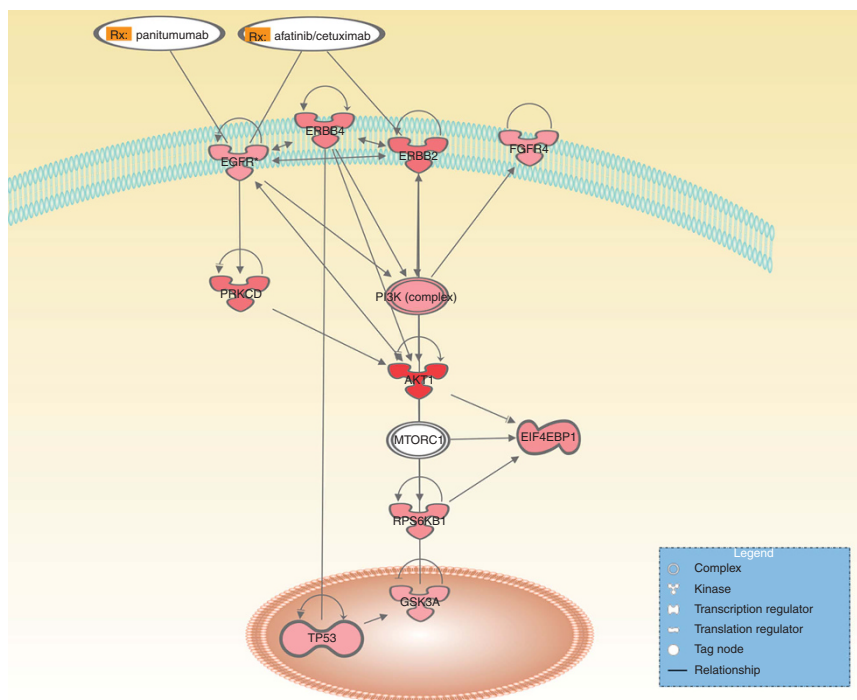 Rx: panitumumab
Rx: afatinib/cetuximab
ERBB4
EGFR*
ERBB2
FGFR4
PRKCD
PI3K (complex)
AKT1
MTORC1
EIF4EBP1
RPS6KB1
GSK3A
TP53
Legend
Complex
Kinase
Transcription regulator
Translation regulator
Tag node
Relationship